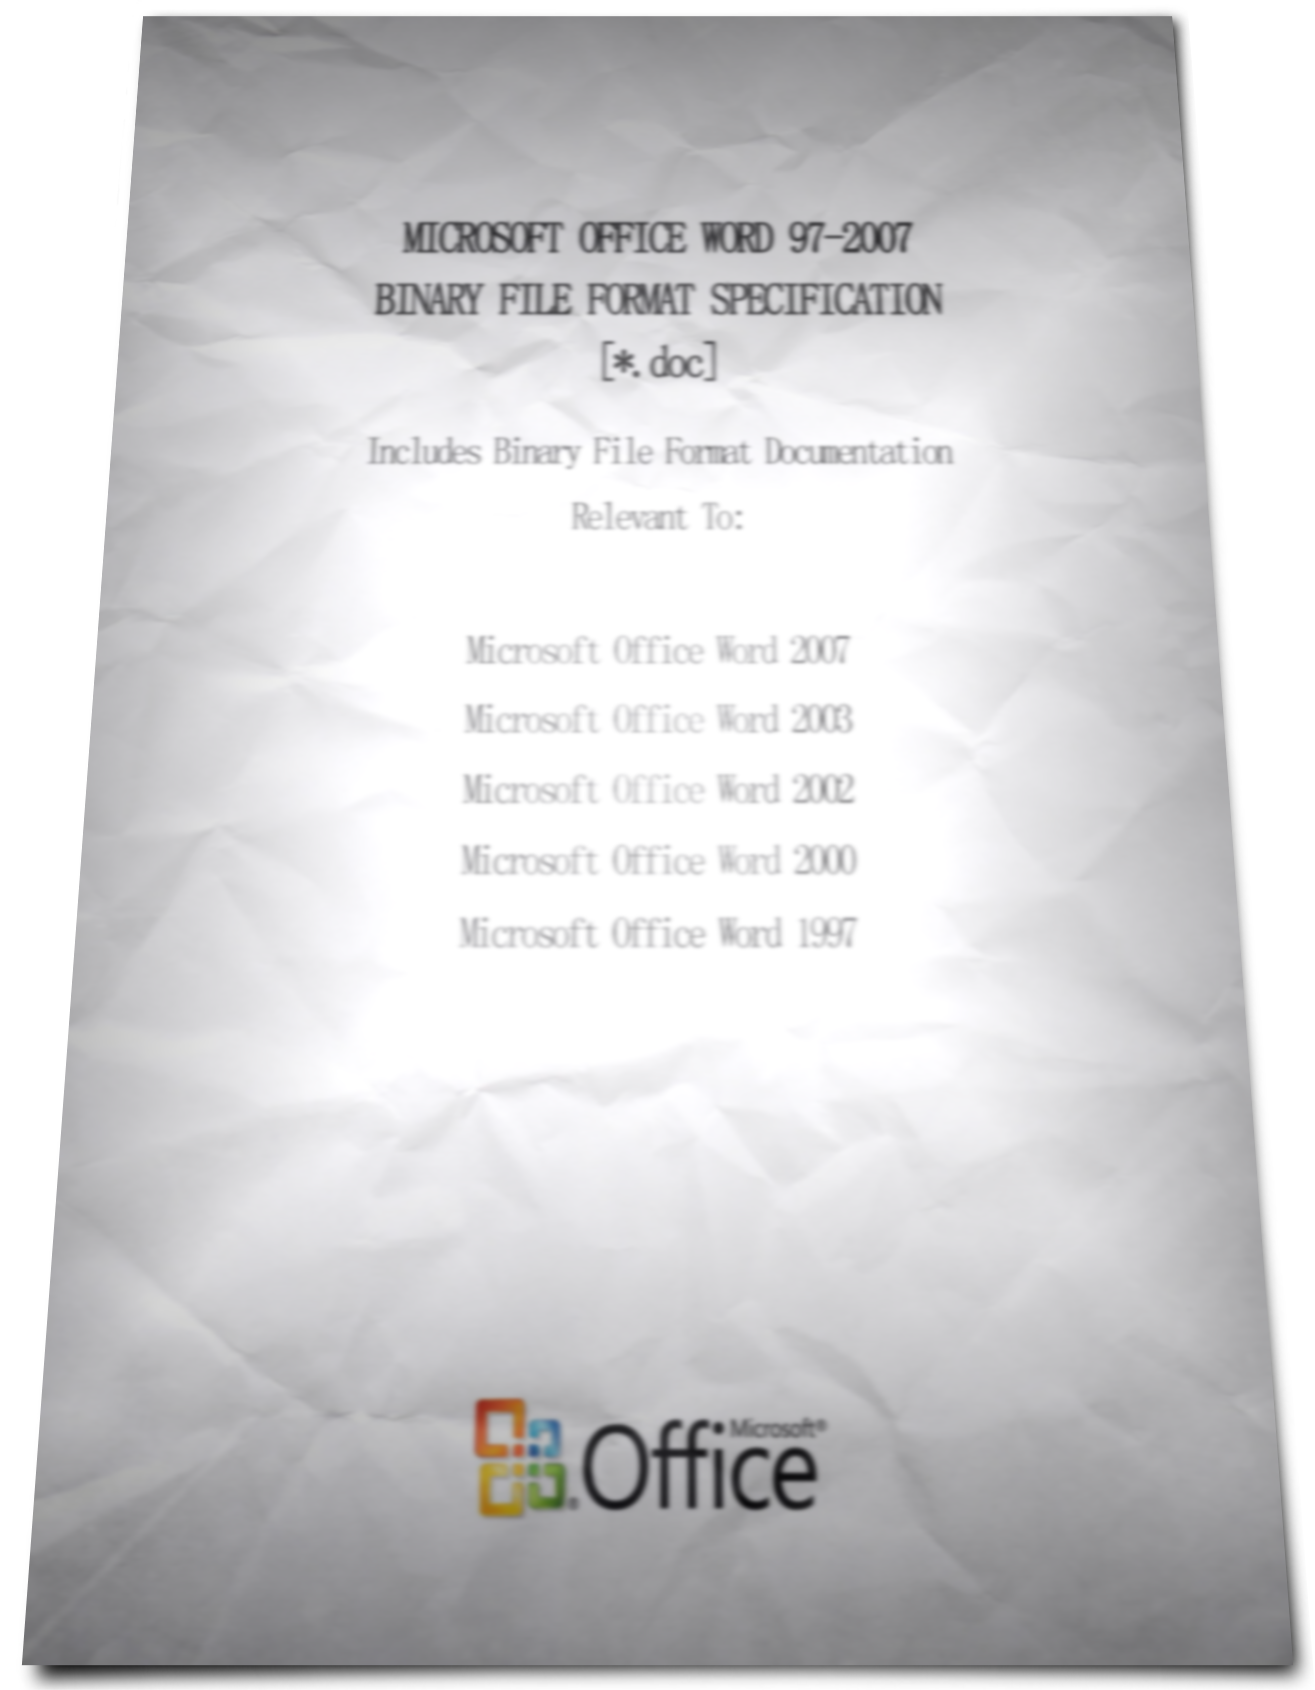 MICROSOFT OFFICE WORD 97-2007
BINARY FILE FORMAT SPECIFICATION
[*.doc]
Includes Binary File Format Documentation
Relevant To:
Microsoft Office Word 2007
Microsoft Office Word 2003
Microsoft Office Word 2002
Microsoft Office Word 2000
Microsoft Office Word 1997
Microsoft®
Office